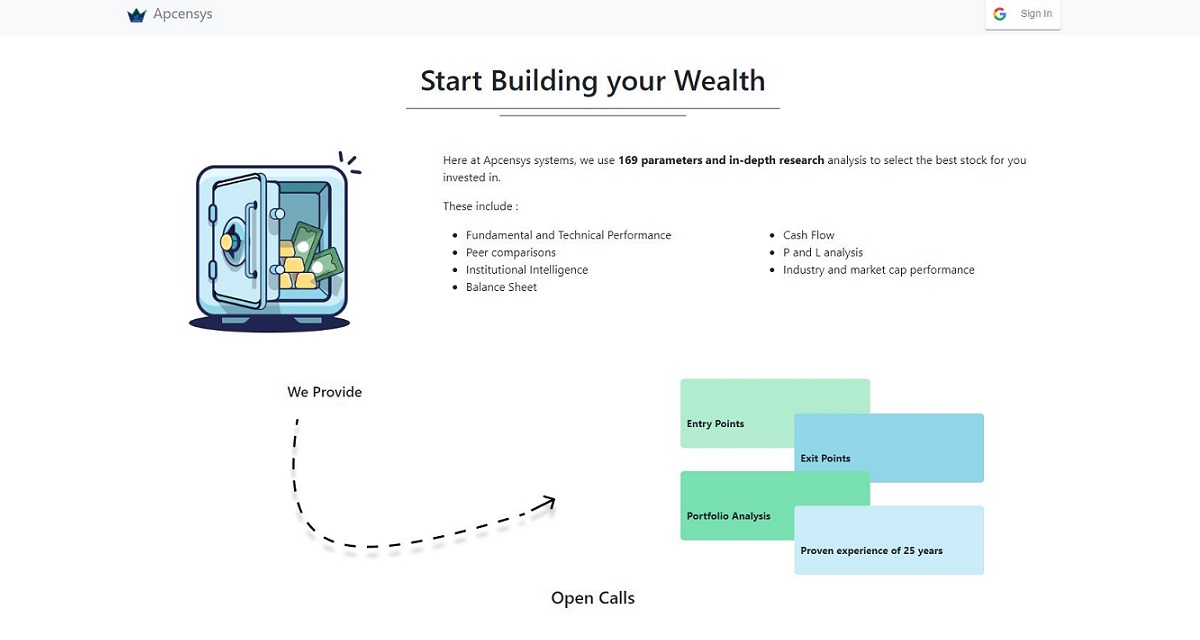 Apcensys
Sign In
Start Building your Wealth
Here at Apcensys systems, we use 169 parameters and in-depth research analysis to select the best stock for you
invested in.
These include :
Fundamental and Technical Performance
Peer comparisons
Institutional Intelligence
Balance Sheet
Cash Flow
P and L analysis
Industry and market cap performance
We Provide
Entry Points
Exit Points
Portfolio Analysis
Proven experience of 25 years
Open Calls